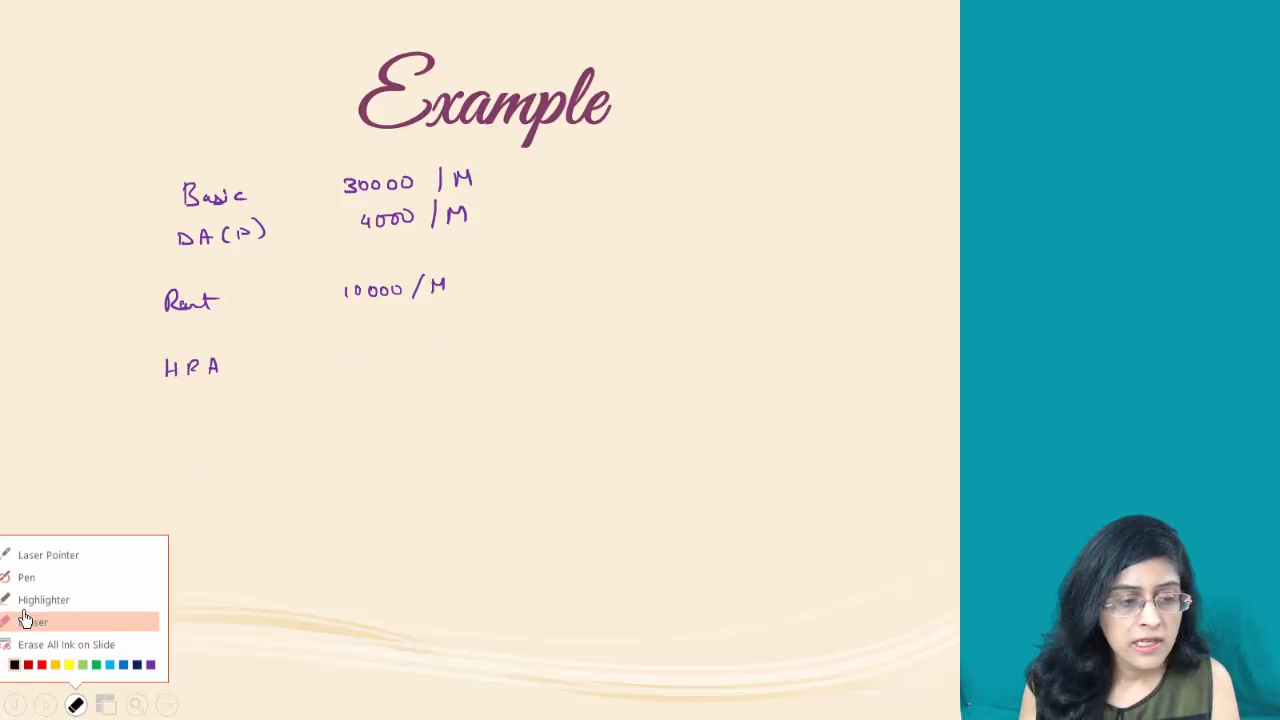 Example
Basic 30000 /M
DA(P) 4000 /M
Rent 10000/M
HRA
Laser Pointer
Pen
Highlighter
Erase All Ink on Slide